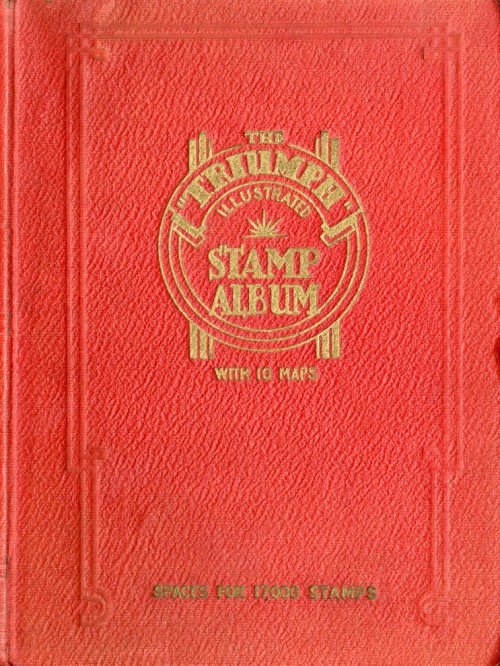 THE
"TRIUMPH"
ILLUSTRATED
STAMP
ALBUM
WITH 10 MAPS
SPACES FOR 17000 STAMPS